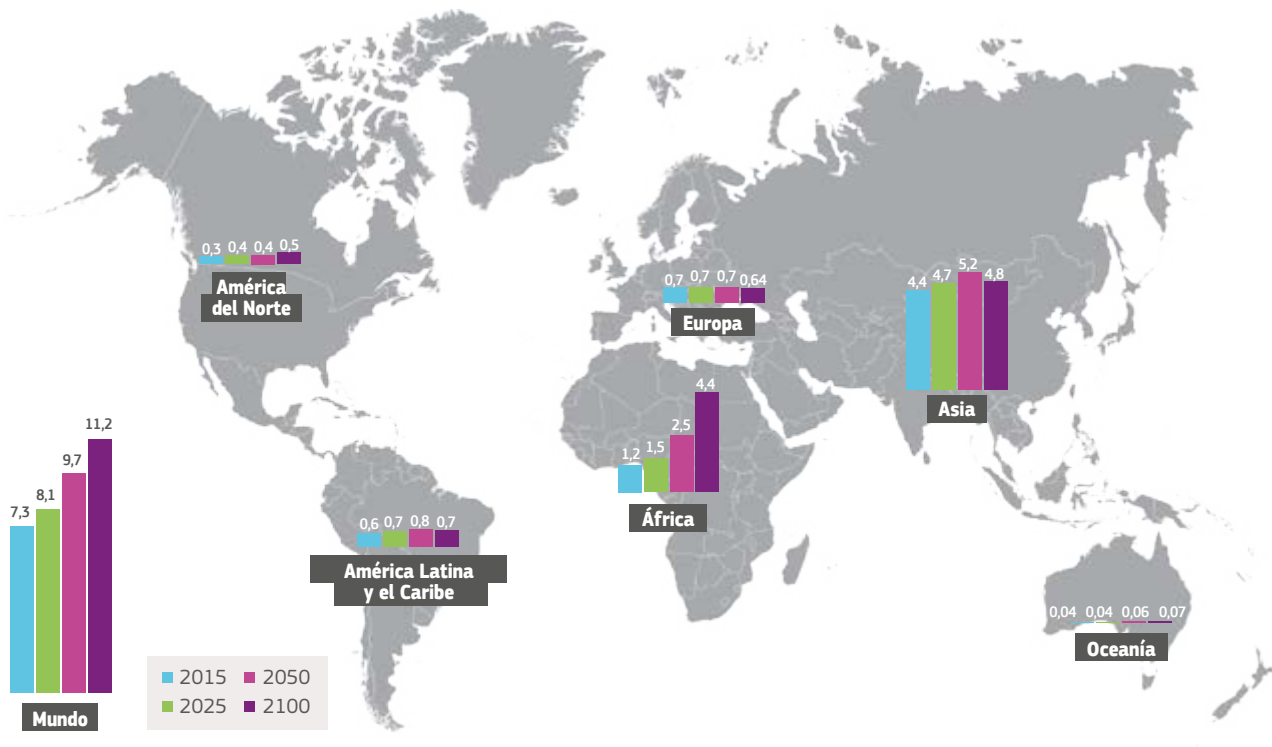 0,3 0,4 0,4 0,5
América
del Norte
0,7 0,7 0,7 0,64
Europa
4,4 4,7 5,2 4,8
Asia
1,2 1,5 2,5 4,4
África
7,3 8,1 9,7 11,2
Mundo
0,6 0,7 0,8 0,7
América Latina
y el Caribe
0,04 0,04 0,06 0,07
Oceanía
2015 2050
2025 2100